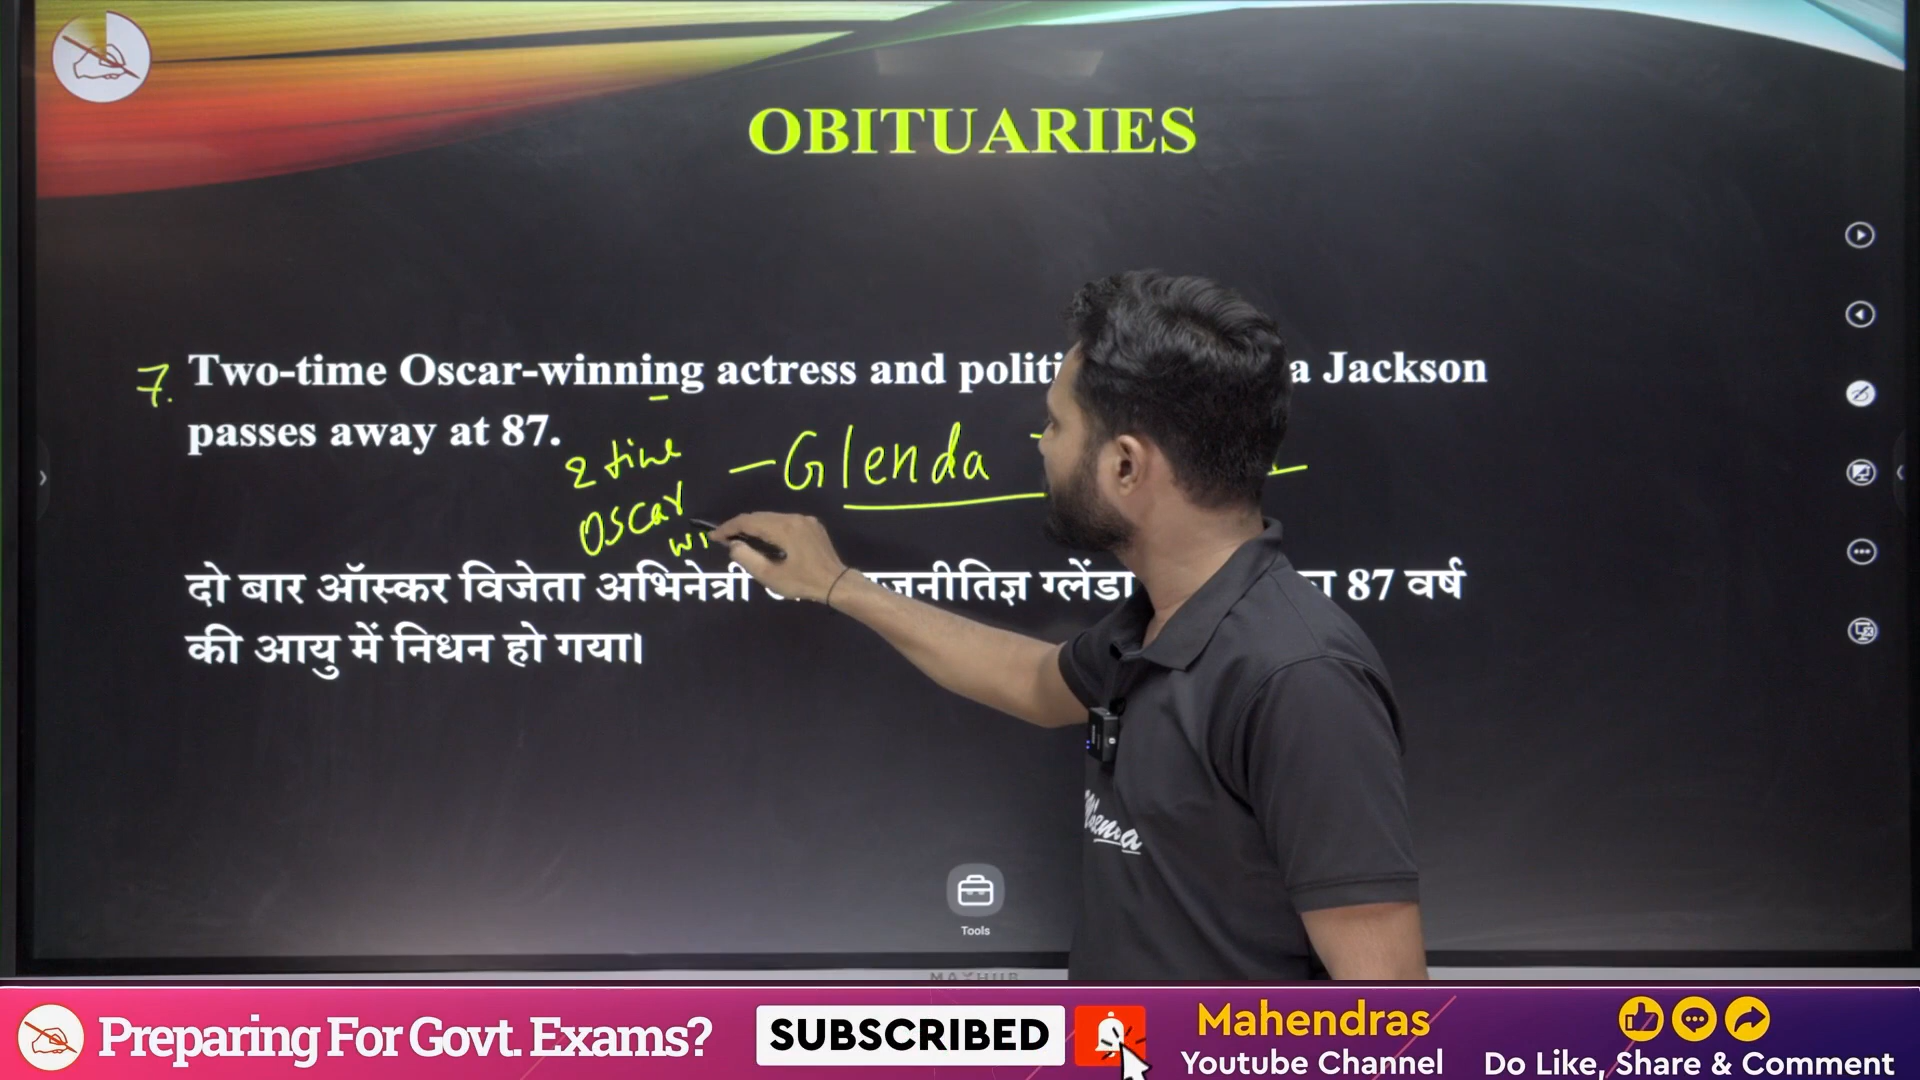 OBITUARIES
7. Two-time Oscar-winning actress and politi a Jackson
passes away at 87.
2 time
Oscar
wi
- Glenda
दो बार ऑस्कर विजेता अभिनेत्री जनीतिज्ञ ग्लेंडा 87 वर्ष
की आयु में निधन हो गया।
Tools
MAXHUB
Preparing For Govt. Exams?
SUBSCRIBED
Mahendras
Youtube Channel
Do Like, Share & Comment